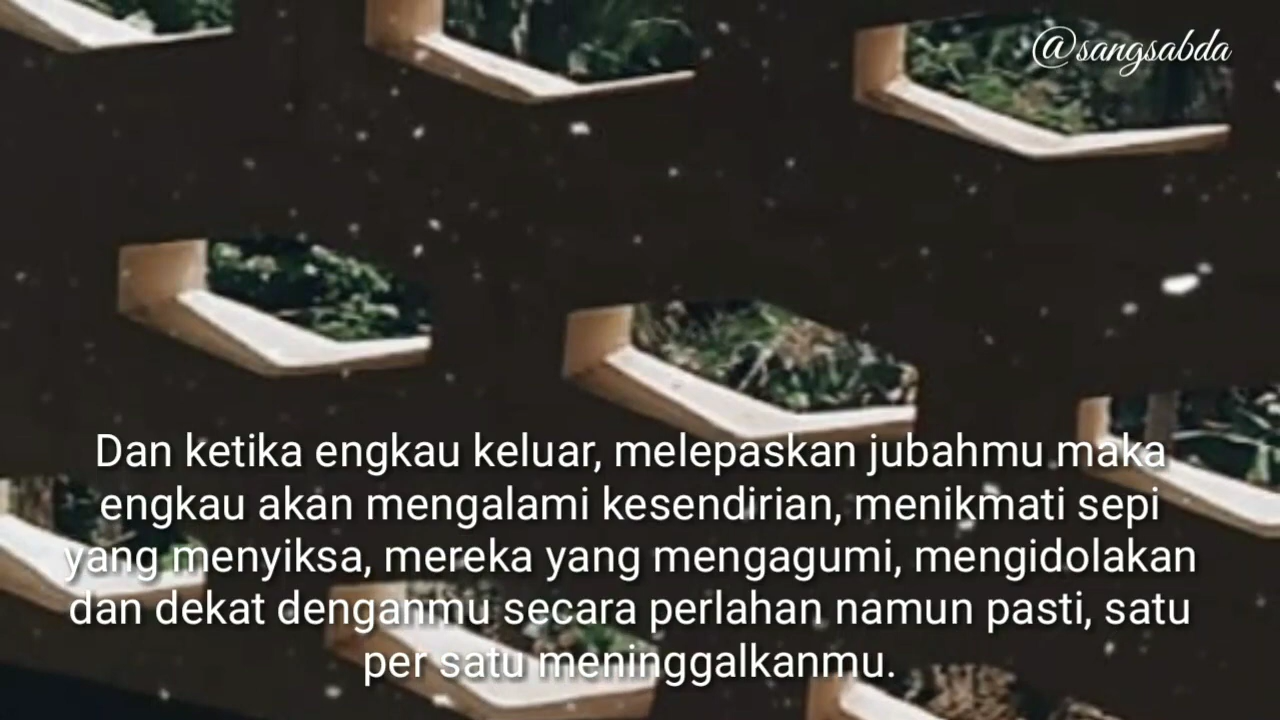 @sangsabda
Dan ketika engkau keluar, melepaskan jubahmu maka
engkau akan mengalami kesendirian, menikmati sepi
yang menyiksa, mereka yang mengagumi, mengidolakan
dan dekat denganmu secara perlahan namun pasti, satu
per satu meninggalkanmu.